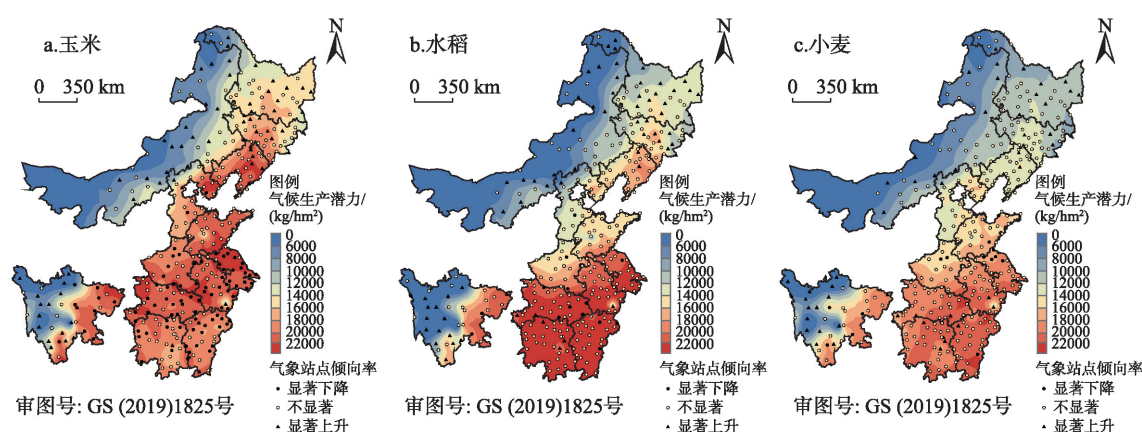 a.玉米
N
0 350 km
图例
气候生产潜力/
(kg/hm²)
0
6000
8000
10000
12000
14000
16000
18000
20000
22000
气象站点倾向率
显著下降
不显著
显著上升
审图号: GS (2019)1825号
b.水稻
N
0 350 km
图例
气候生产潜力/
(kg/hm²)
0
6000
8000
10000
12000
14000
16000
18000
20000
22000
气象站点倾向率
显著下降
不显著
显著上升
审图号: GS (2019)1825号
c.小麦
N
0 350 km
图例
气候生产潜力/
(kg/hm²)
0
6000
8000
10000
12000
14000
16000
18000
20000
22000
气象站点倾向率
显著下降
不显著
显著上升
审图号: GS (2019)1825号